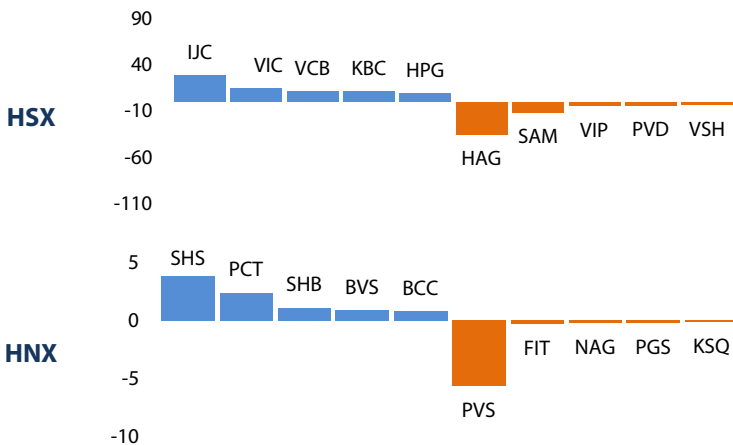 90
40
-10
-60
-110
HSX
IJC
VIC
VCB
KBC
HPG
HAG
SAM
VIP
PVD
VSH
5
0
-5
-10
HNX
SHS
PCT
SHB
BVS
BCC
PVS
FIT
NAG
PGS
KSQ